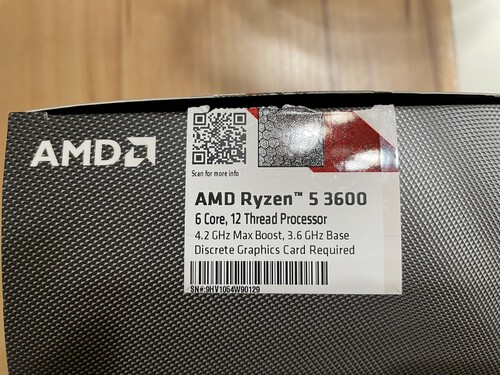 AMD
Scan for more info
AMD Ryzen™ 5 3600
6 Core, 12 Thread Processor
4.2 GHz Max Boost, 3.6 GHz Base
Discrete Graphics Card Required
SN#:9HV1064W90129